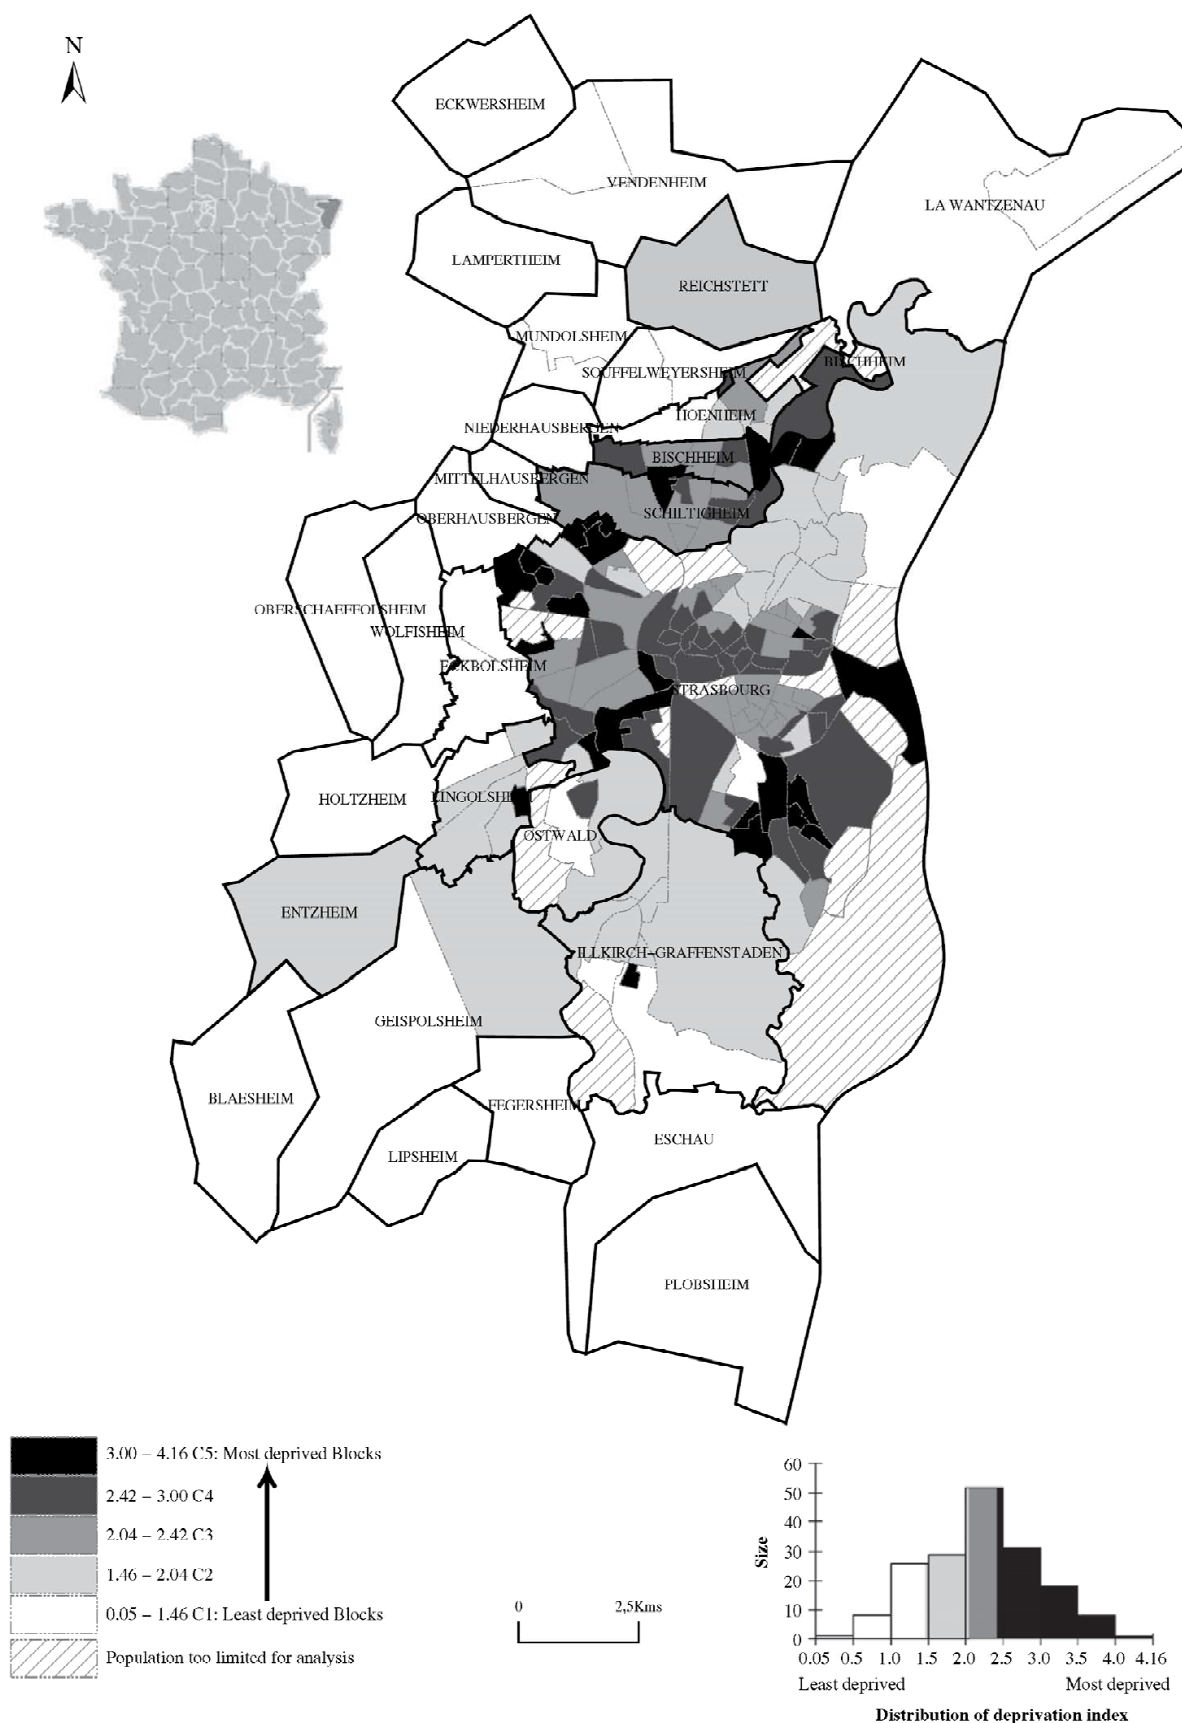 N
ECKWERSHEIM
VENDENHEIM
LA WANTZENAU
LAMPERTHEIM
REICHSTETT
MUNDOLSHEIM
SOUFFELWEYERSHEIM
BISCHHEIM
HOENHEIM
NIEDERHAUSBERGEN
BISCHHEIM
MITTELHAUSBERGEN
SCHILTIGHEIM
OBERHAUSBERGEN
OBERSCHAEFFOLSHEIM
WOLFISHEIM
ECKBOLSHEIM
STRASBOURG
HOLTZHEIM
LINGOLSHEIM
OSTWALD
ENTZHEIM
ILLKIRCH-GRAFFENSTADEN
GEISPOLSHEIM
BLAESHEIM
FEGERSHEIM
ESCHAU
LIPSHEIM
PLOBSHEIM
3.00 – 4.16 C5: Most deprived Blocks
2.42 – 3.00 C4
2.04 – 2.42 C3
1.46 – 2.04 C2
0.05 – 1.46 C1: Least deprived Blocks
Population too limited for analysis
0 2,5Kms
60
50
40
30
20
10
0
Size
0.05 0.5 1.0 1.5 2.0 2.5 3.0 3.5 4.0 4.16
Least deprived Most deprived
Distribution of deprivation index